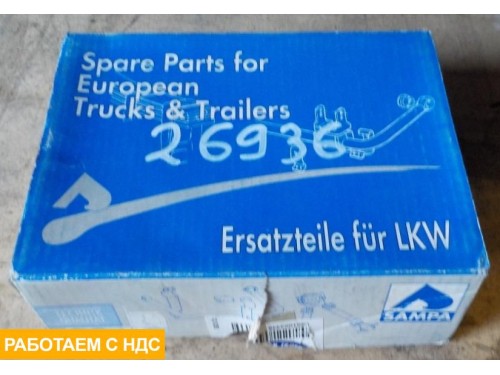 Spare Parts for
European
Trucks & Trailers
26936
Ersatzteile für LKW
SAMPA
РАБОТАЕМ С НДС